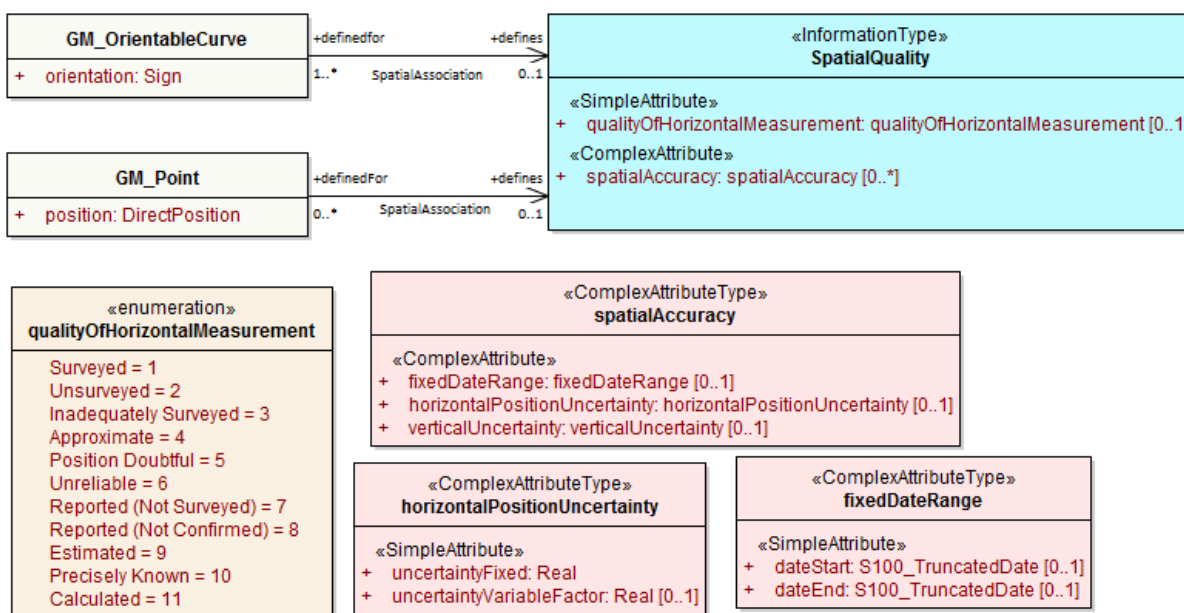 GM_OrientableCurve
+ orientation: Sign
+definedfor
+defines
1..*
SpatialAssociation
0..1
«InformationType»
SpatialQuality
«SimpleAttribute»
+ qualityOfHorizontalMeasurement: qualityOfHorizontalMeasurement [0..1
«ComplexAttribute»
+ spatialAccuracy: spatialAccuracy [0..*]
GM_Point
+ position: DirectPosition
+definedFor
+defines
0..*
SpatialAssociation
0..1
«enumeration»
qualityOfHorizontalMeasurement
Surveyed = 1
Unsurveyed = 2
Inadequately Surveyed = 3
Approximate = 4
Position Doubtful = 5
Unreliable = 6
Reported (Not Surveyed) = 7
Reported (Not Confirmed) = 8
Estimated = 9
Precisely Known = 10
Calculated = 11
«ComplexAttributeType»
spatialAccuracy
«ComplexAttribute»
+ fixedDateRange: fixedDateRange [0..1]
+ horizontalPositionUncertainty: horizontalPositionUncertainty [0..1]
+ verticalUncertainty: verticalUncertainty [0..1]
«ComplexAttributeType»
horizontalPositionUncertainty
«SimpleAttribute»
+ uncertaintyFixed: Real
+ uncertaintyVariableFactor: Real [0..1]
«ComplexAttributeType»
fixedDateRange
«SimpleAttribute»
+ dateStart: S100_TruncatedDate [0..1]
+ dateEnd: S100_TruncatedDate [0..1]